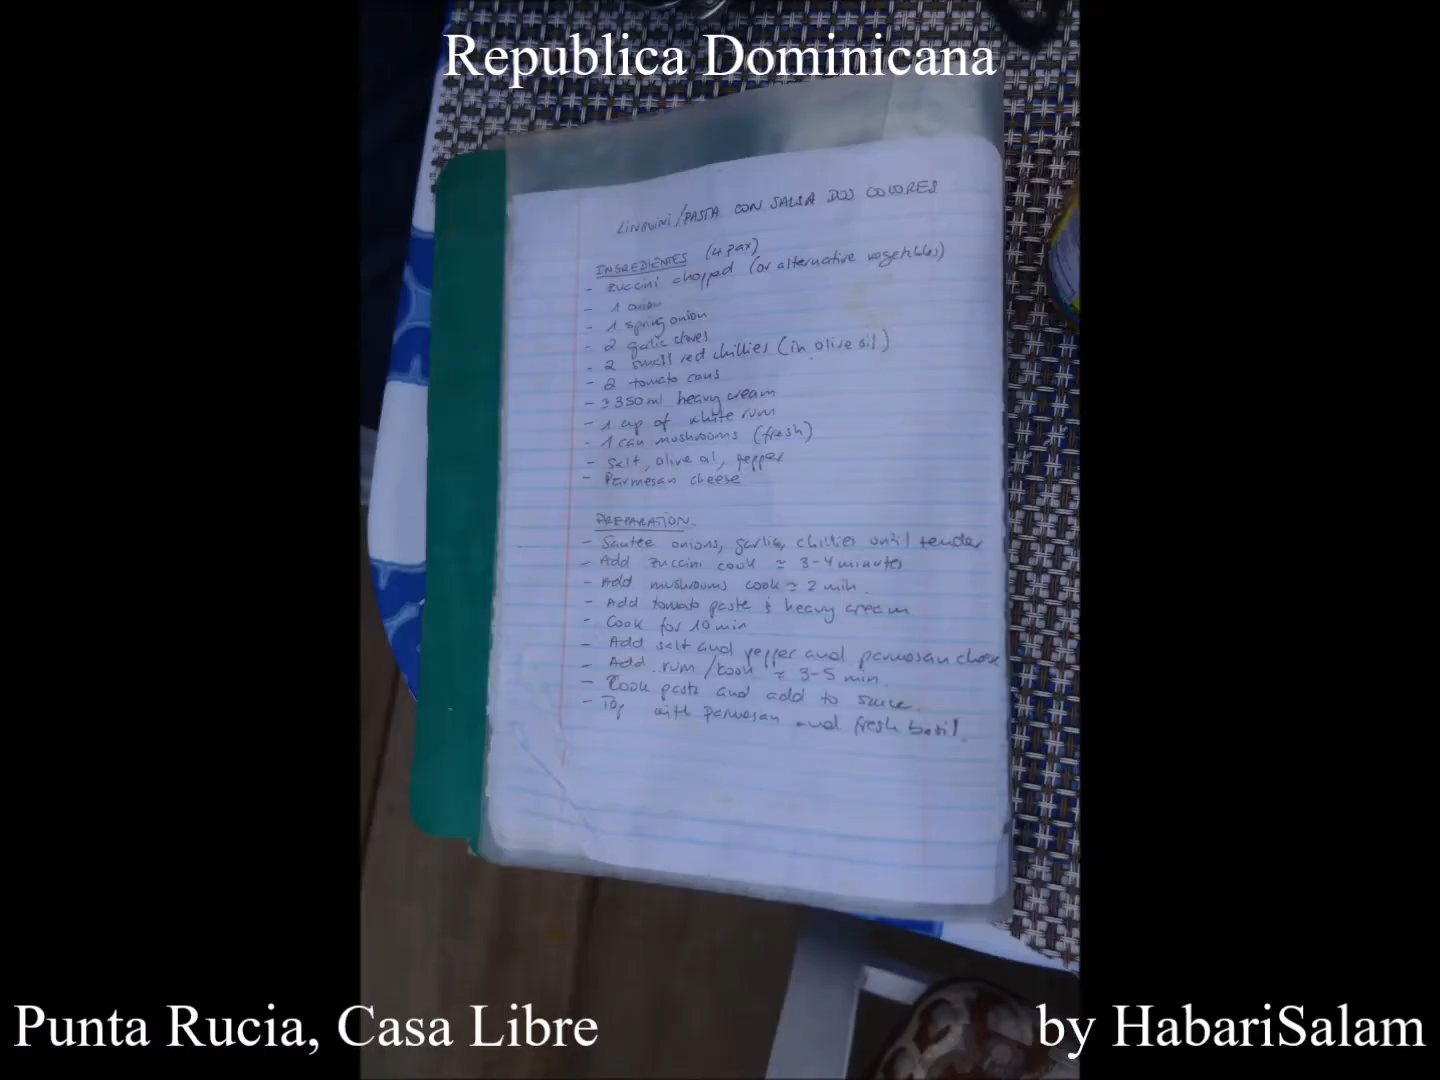 Republica Dominicana
LINGUINI/PASTA CON SALSA DOS COLORES
INGREDIENTES (4 pax)
- zuccini chopped (or alternative vegetables)
- 1 onion
- 1 spring onion
- 2 garlic cloves
- 2 small red chillies (in olive oil)
- 2 tomato cans
- ≃ 350 ml heavy cream
- 1 cup of white rum
- 1 can mushrooms (fresh)
- Salt, olive oil, pepper
- Parmesan cheese
PREPARATION
- Sautee onions, garlic, chillies until tender
- Add zuccini cook ≃ 3-4 minutes
- Add mushrooms cook ≃ 2 min.
- Add tomato paste & heavy cream
- Cook for 10 min
- Add salt and pepper and parmesan cheese
- Add rum / cook ≃ 3-5 min.
- Cook pasta and add to sauce.
- Top with parmesan and fresh basil.
Punta Rucia, Casa Libre
by HabariSalam